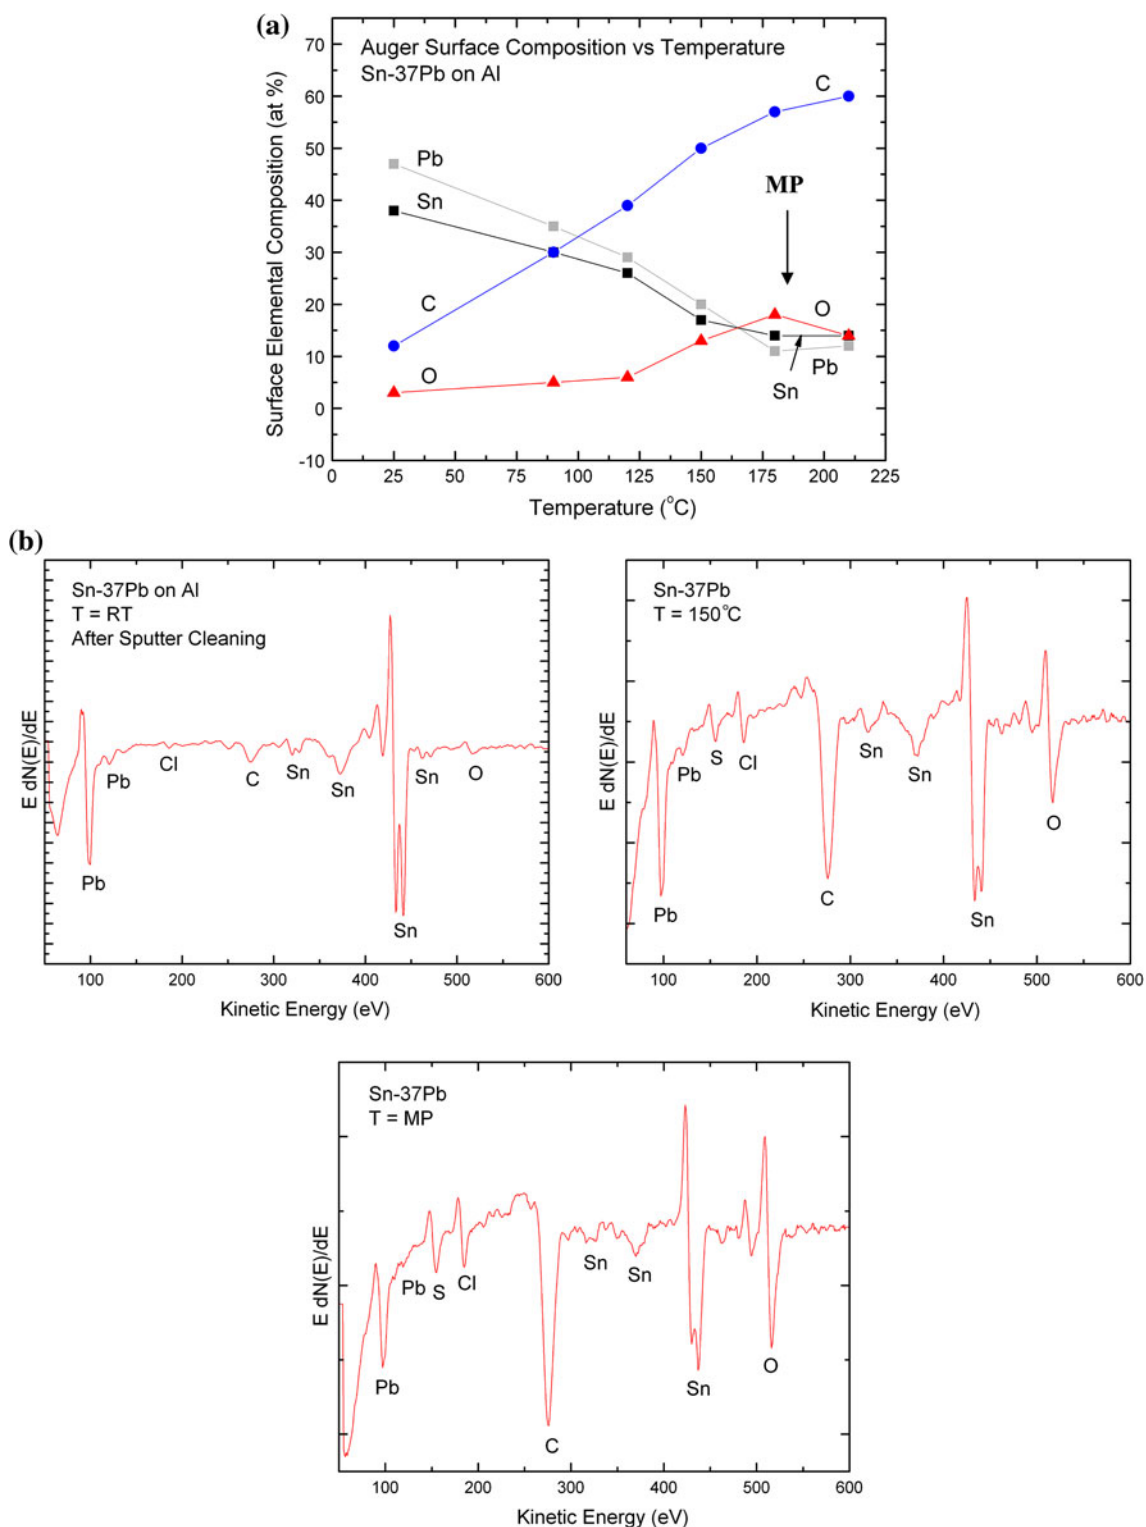 (a)
Auger Surface Composition vs Temperature
Sn-37Pb on Al
Surface Elemental Composition (at %)
70
60
50
40
30
20
10
0
-10
C
Pb
Sn
MP
C
O
O
Sn
Pb
0 25 50 75 100 125 150 175 200 225
Temperature (°C)
(b)
Sn-37Pb on Al
T = RT
After Sputter Cleaning
E dN(E)/dE
Pb
Cl
C
Sn
Sn
Sn
O
Pb
Sn
100 200 300 400 500 600
Kinetic Energy (eV)
Sn-37Pb
T = 150°C
E dN(E)/dE
Pb
S
Cl
Sn
Sn
O
Pb
C
Sn
100 200 300 400 500 600
Kinetic Energy (eV)
Sn-37Pb
T = MP
E dN(E)/dE
Pb
S
Cl
Sn
Sn
Pb
Sn
O
C
100 200 300 400 500 600
Kinetic Energy (eV)